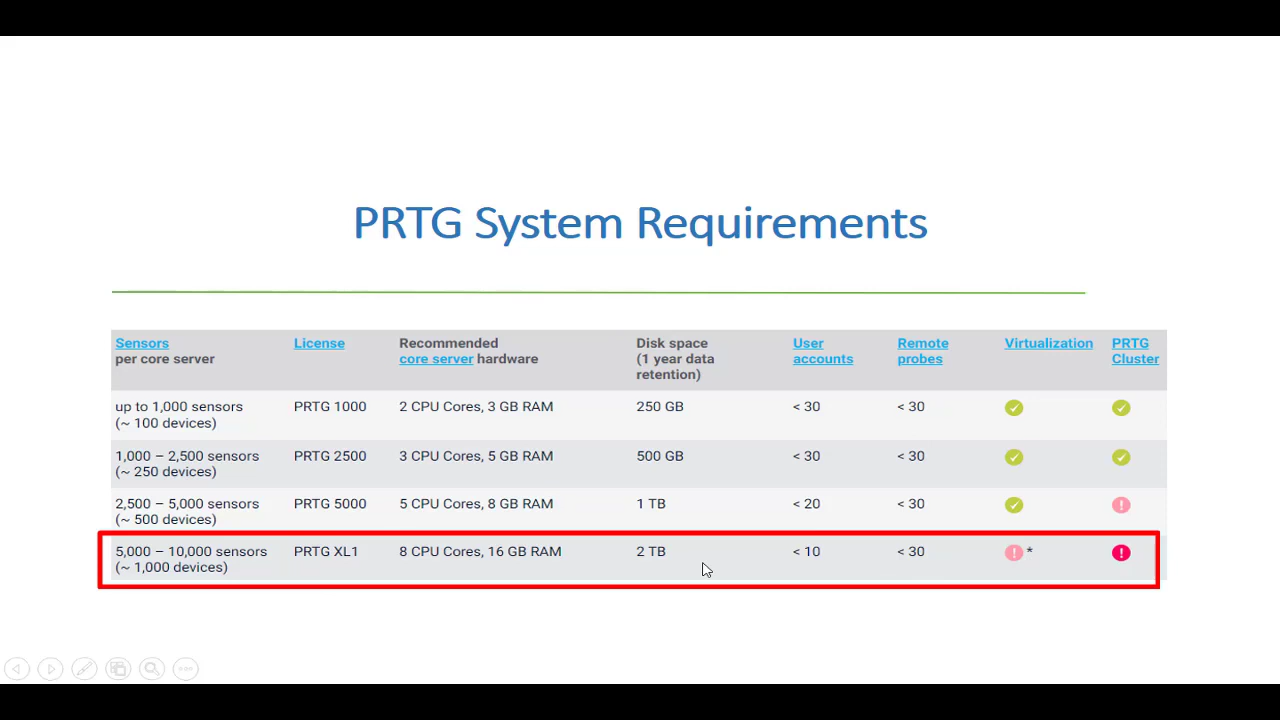 PRTG System Requirements
Sensors per core server License Recommended core server hardware Disk space (1 year data retention) User accounts Remote probes Virtualization PRTG Cluster
up to 1,000 sensors (~ 100 devices) PRTG 1000 2 CPU Cores, 3 GB RAM 250 GB < 30 < 30
1,000 – 2,500 sensors (~ 250 devices) PRTG 2500 3 CPU Cores, 5 GB RAM 500 GB < 30 < 30
2,500 – 5,000 sensors (~ 500 devices) PRTG 5000 5 CPU Cores, 8 GB RAM 1 TB < 20 < 30 !
5,000 – 10,000 sensors (~ 1,000 devices) PRTG XL1 8 CPU Cores, 16 GB RAM 2 TB < 10 < 30 ! * !